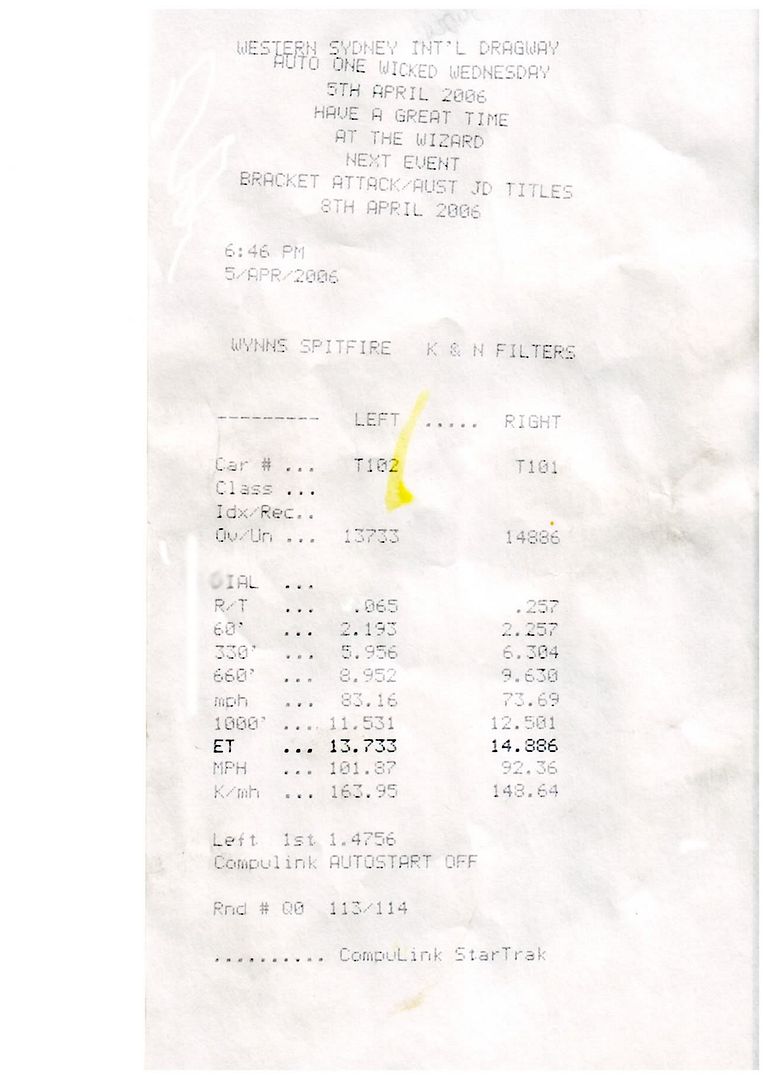 WESTERN SYDNEY INT'L DRAGWAY
AUTO ONE WICKED WEDNESDAY
5TH APRIL 2006
HAVE A GREAT TIME
AT THE WIZARD
NEXT EVENT
BRACKET ATTACK/AUST JD TITLES
8TH APRIL 2006
6:46 PM
5/APR/2006
WYNNS SPITFIRE K & N FILTERS
--------- LEFT ..... RIGHT
Car # ... T102 T101
Class ...
Idx/Rec..
Ov/Un ... 13733 14886
DIAL ...
R/T ... .065 .257
60' ... 2.193 2.257
330' ... 5.956 6.304
660' ... 8.952 9.630
mph ... 83.16 73.69
1000' .... 11.531 12.501
ET ... 13.733 14.886
MPH ... 101.87 92.36
K/mh ... 163.95 148.64
Left 1st 1.4756
Compulink AUTOSTART OFF
Rnd # Q0 113/114
.......... CompuLink StarTrak